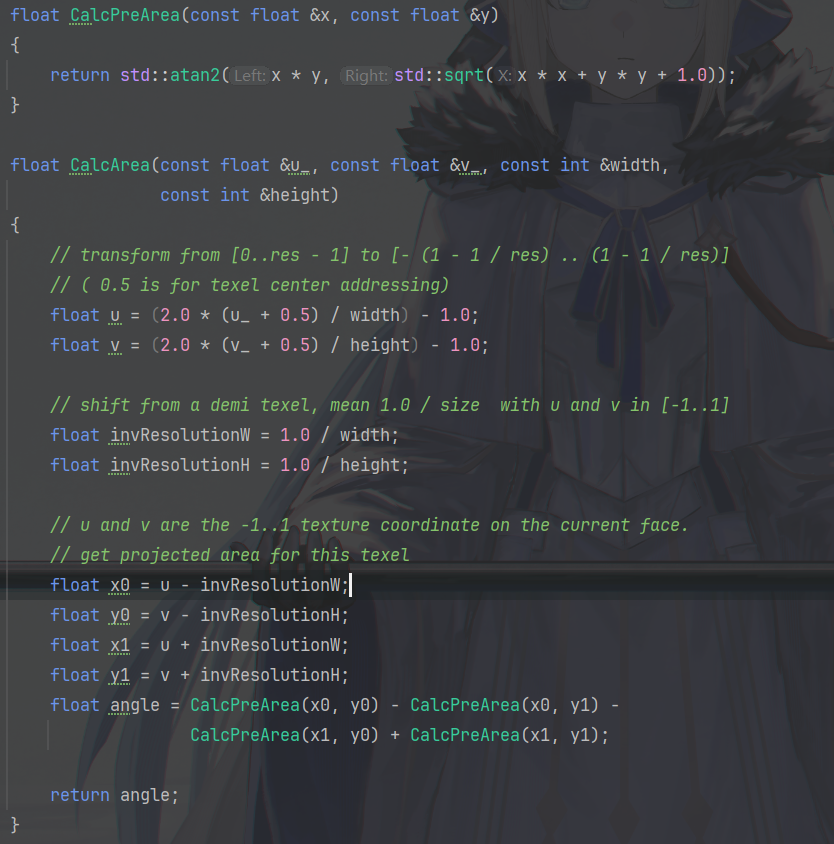 float CalcPreArea(const float &x, const float &y)
{
return std::atan2(Left: x * y, Right: std::sqrt(X: x * x + y * y + 1.0));
}
float CalcArea(const float &u_, const float &v_, const int &width,
const int &height)
{
// transform from [0..res - 1] to [- (1 - 1 / res) .. (1 - 1 / res)]
// ( 0.5 is for texel center addressing)
float u = (2.0 * (u_ + 0.5) / width) - 1.0;
float v = (2.0 * (v_ + 0.5) / height) - 1.0;
// shift from a demi texel, mean 1.0 / size  with u and v in [-1..1]
float invResolutionW = 1.0 / width;
float invResolutionH = 1.0 / height;
// u and v are the -1..1 texture coordinate on the current face.
// get projected area for this texel
float x0 = u - invResolutionW;
float y0 = v - invResolutionH;
float x1 = u + invResolutionW;
float y1 = v + invResolutionH;
float angle = CalcPreArea(x0, y0) - CalcPreArea(x0, y1) -
CalcPreArea(x1, y0) + CalcPreArea(x1, y1);
return angle;
}